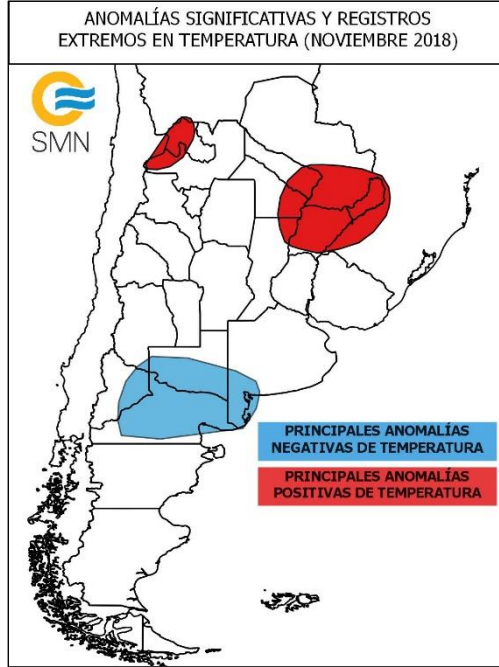 ANOMALÍAS SIGNIFICATIVAS Y REGISTROS
EXTREMOS EN TEMPERATURA (NOVIEMBRE 2018)
SMN
PRINCIPALES ANOMALÍAS
NEGATIVAS DE TEMPERATURA
PRINCIPALES ANOMALÍAS
POSITIVAS DE TEMPERATURA